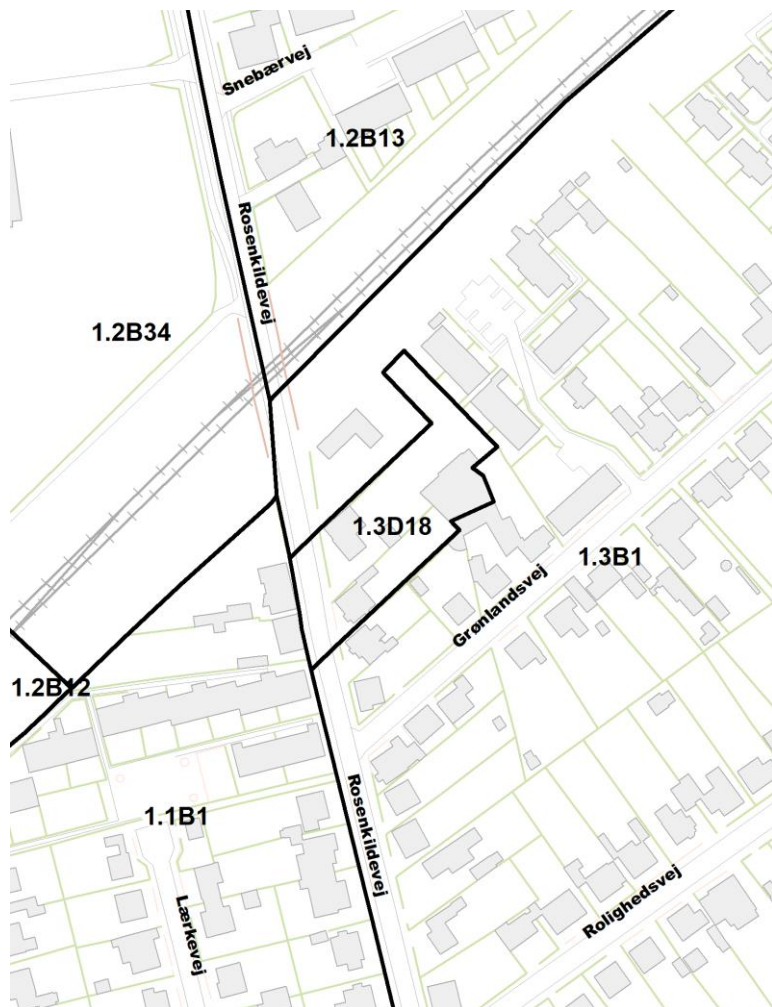 Snebærvej
1.2B13
Rosenkildevej
1.2B34
1.3D18
1.3B1
Grønlandsvej
1.2B12
Rosenkildevej
1.1B1
Rolighedsvej
Lærkevej